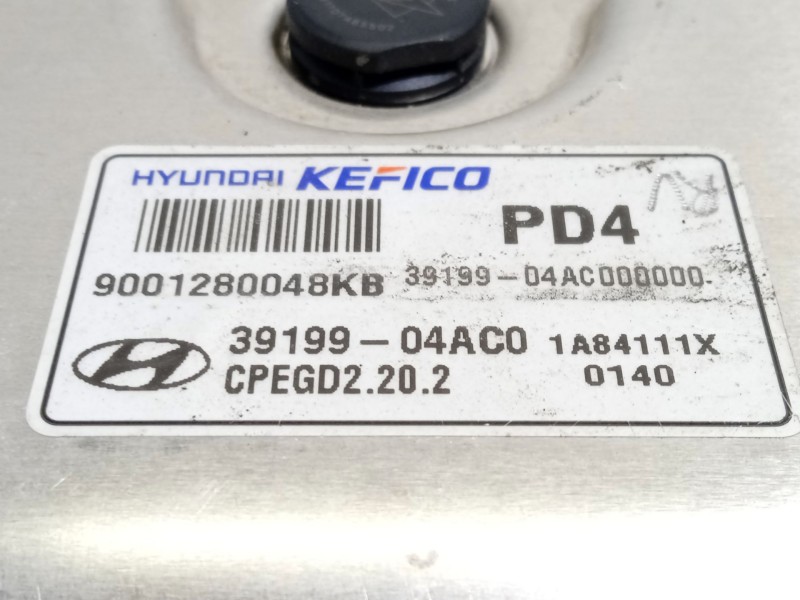 HYUNDAI KEFICO
PD4
9001280048KB 39199-04AC000000
39199-04AC0 1A84111X
CPEGD2.20.2 0140